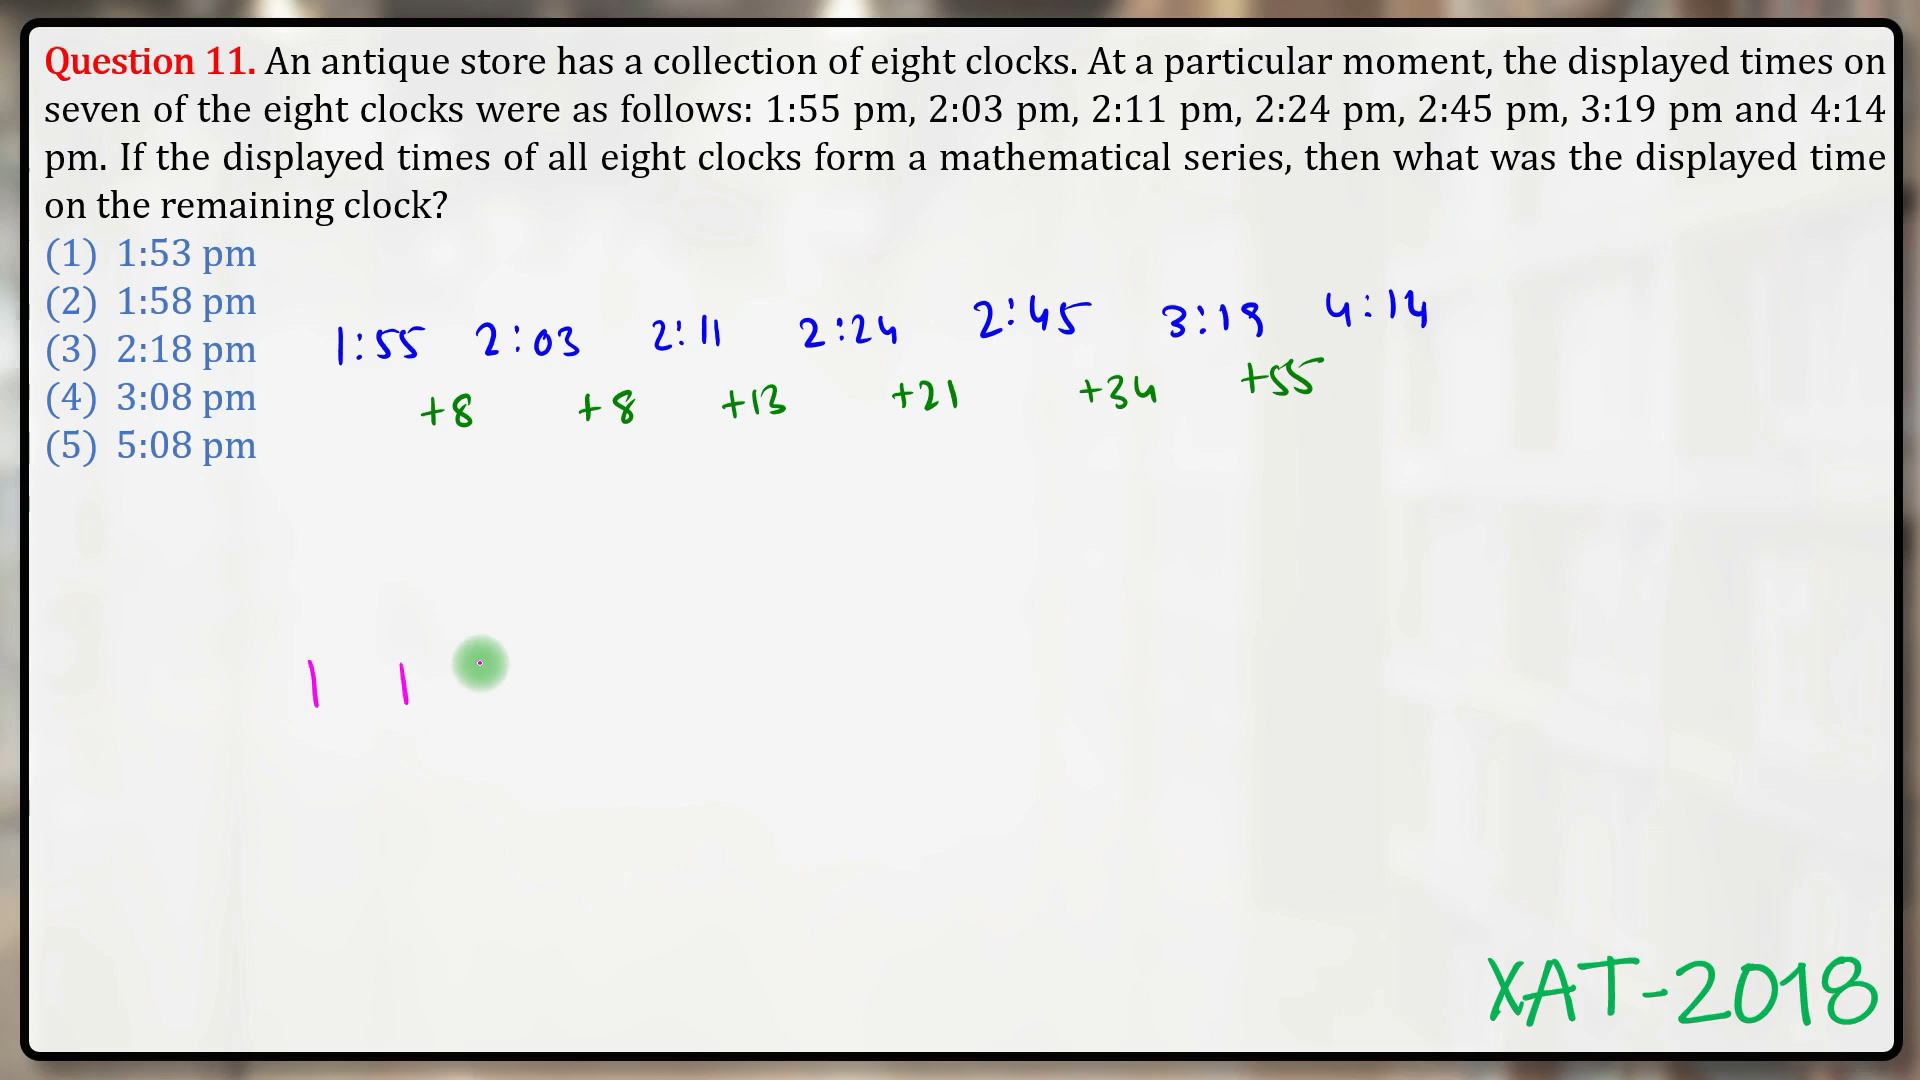 Question 11. An antique store has a collection of eight clocks. At a particular moment, the displayed times on
seven of the eight clocks were as follows: 1:55 pm, 2:03 pm, 2:11 pm, 2:24 pm, 2:45 pm, 3:19 pm and 4:14
pm. If the displayed times of all eight clocks form a mathematical series, then what was the displayed time
on the remaining clock?
(1) 1:53 pm
(2) 1:58 pm
(3) 2:18 pm
(4) 3:08 pm
(5) 5:08 pm
1:55 2:03 2:11 2:24 2:45 3:19 4:14
+8 +8 +13 +21 +34 +55
1 1
XAT-2018